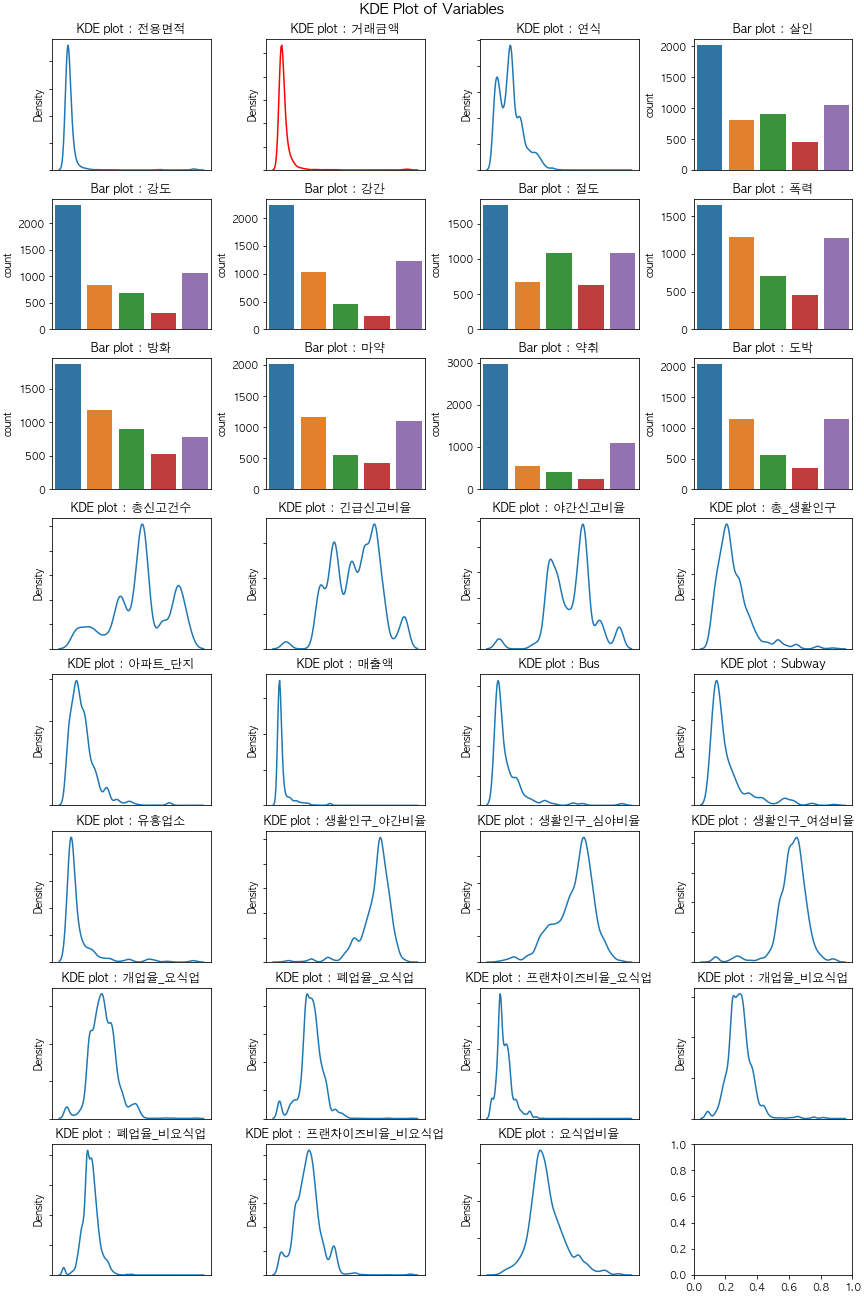 KDE Plot of Variables
KDE plot : 전용면적
KDE plot : 거래금액
KDE plot : 연식
Bar plot : 살인
Density
Density
Density
count
2000
1500
1000
500
0
Bar plot : 강도
Bar plot : 강간
Bar plot : 절도
Bar plot : 폭력
count
2000
1500
1000
500
0
count
2000
1500
1000
500
0
count
1500
1000
500
0
count
1500
1000
500
0
Bar plot : 방화
Bar plot : 마약
Bar plot : 약취
Bar plot : 도박
count
1500
1000
500
0
count
2000
1500
1000
500
0
count
3000
2000
1000
0
count
2000
1500
1000
500
0
KDE plot : 총신고건수
KDE plot : 긴급신고비율
KDE plot : 야간신고비율
KDE plot : 총_생활인구
Density
Density
Density
Density
KDE plot : 아파트_단지
KDE plot : 매출액
KDE plot : Bus
KDE plot : Subway
Density
Density
Density
Density
KDE plot : 유흥업소
KDE plot : 생활인구_야간비율
KDE plot : 생활인구_심야비율
KDE plot : 생활인구_여성비율
Density
Density
Density
Density
KDE plot : 개업율_요식업
KDE plot : 폐업율_요식업
KDE plot : 프랜차이즈비율_요식업
KDE plot : 개업율_비요식업
Density
Density
Density
Density
KDE plot : 폐업율_비요식업
KDE plot : 프랜차이즈비율_비요식업
KDE plot : 요식업비율
Density
Density
Density
1.0
0.8
0.6
0.4
0.2
0.0
0.0 0.2 0.4 0.6 0.8 1.0